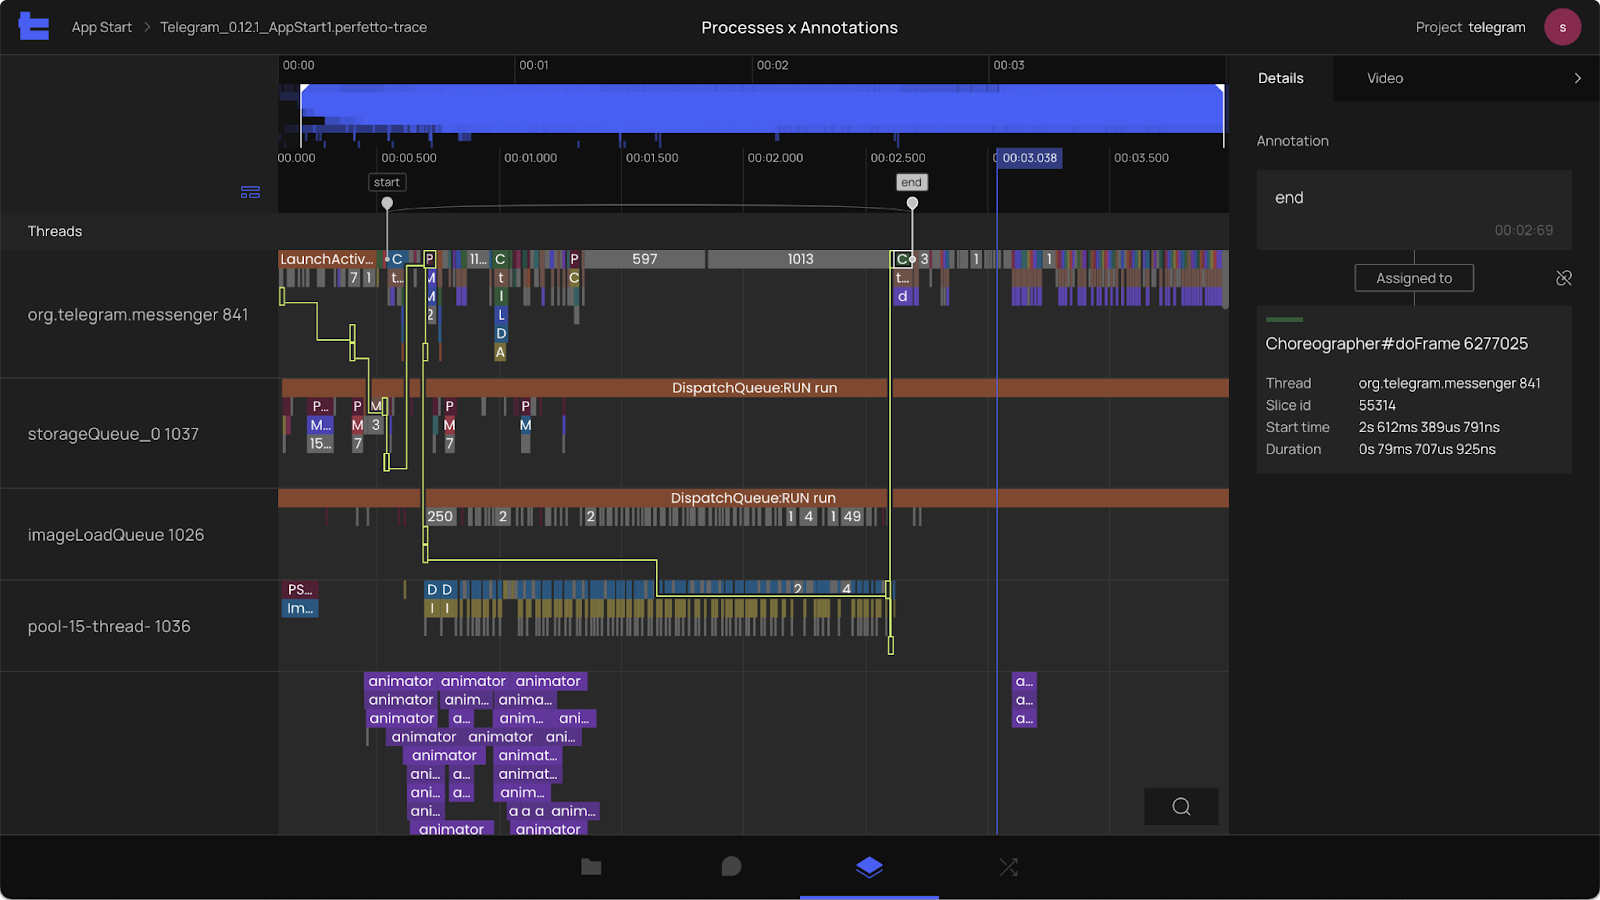 App Start > Telegram_0.12.1_AppStart1.perfetto-trace
Processes x Annotations
Project telegram
s
00:00 00:01 00:02 00:03
Details Video
00.000 00:00.500 00:01.000 00:01.500 00:02.000 00:02.500 00:03.038 00:03.500
start end
Threads
Annotation
end
00:02:69
Assigned to
Choreographer#doFrame 6277025
Thread org.telegram.messenger 841
Slice id 55314
Start time 2s 612ms 389us 791ns
Duration 0s 79ms 707us 925ns
LaunchActiv... C P 11... C P 597 1013 C 3 1 1
7 1 t... M t C t...
M I d
2 L
D
A
org.telegram.messenger 841
DispatchQueue:RUN run
P... P M P P
M... M 3 M M
15... 7 7
storageQueue_0 1037
DispatchQueue:RUN run
250 2 2 1 4 1 49
imageLoadQueue 1026
PS... D D 2 4
Im... I I
pool-15-thread- 1036
animator animator animator a...
animator anim... anima... a...
animator a... anim... ani... a...
animator animator ani...
animator animat...
ani... a... animat...
ani... a... anim...
ani... a a a anim...
animator animator